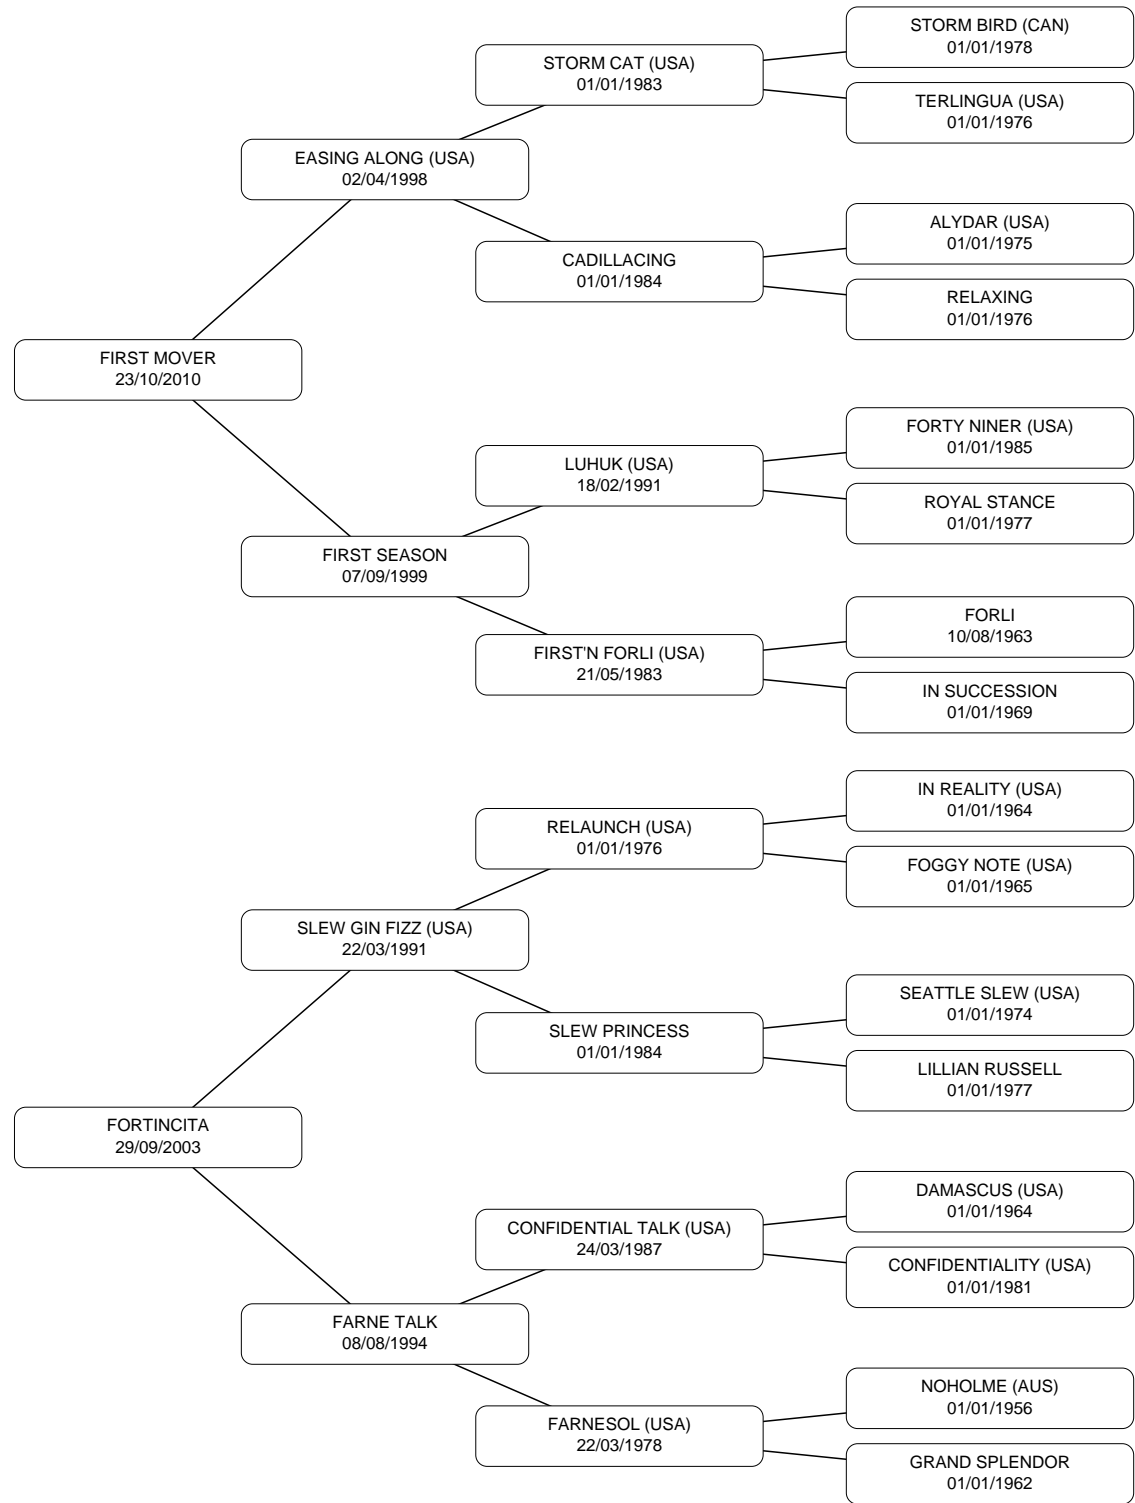 STORM BIRD (CAN)
01/01/1978
STORM CAT (USA)
01/01/1983
TERLINGUA (USA)
01/01/1976
EASING ALONG (USA)
02/04/1998
ALYDAR (USA)
01/01/1975
CADILLACING
01/01/1984
RELAXING
01/01/1976
FIRST MOVER
23/10/2010
FORTY NINER (USA)
01/01/1985
LUHUK (USA)
18/02/1991
ROYAL STANCE
01/01/1977
FIRST SEASON
07/09/1999
FORLI
10/08/1963
FIRST'N FORLI (USA)
21/05/1983
IN SUCCESSION
01/01/1969
IN REALITY (USA)
01/01/1964
RELAUNCH (USA)
01/01/1976
FOGGY NOTE (USA)
01/01/1965
SLEW GIN FIZZ (USA)
22/03/1991
SEATTLE SLEW (USA)
01/01/1974
SLEW PRINCESS
01/01/1984
LILLIAN RUSSELL
01/01/1977
FORTINCITA
29/09/2003
DAMASCUS (USA)
01/01/1964
CONFIDENTIAL TALK (USA)
24/03/1987
CONFIDENTIALITY (USA)
01/01/1981
FARNE TALK
08/08/1994
NOHOLME (AUS)
01/01/1956
FARNESOL (USA)
22/03/1978
GRAND SPLENDOR
01/01/1962